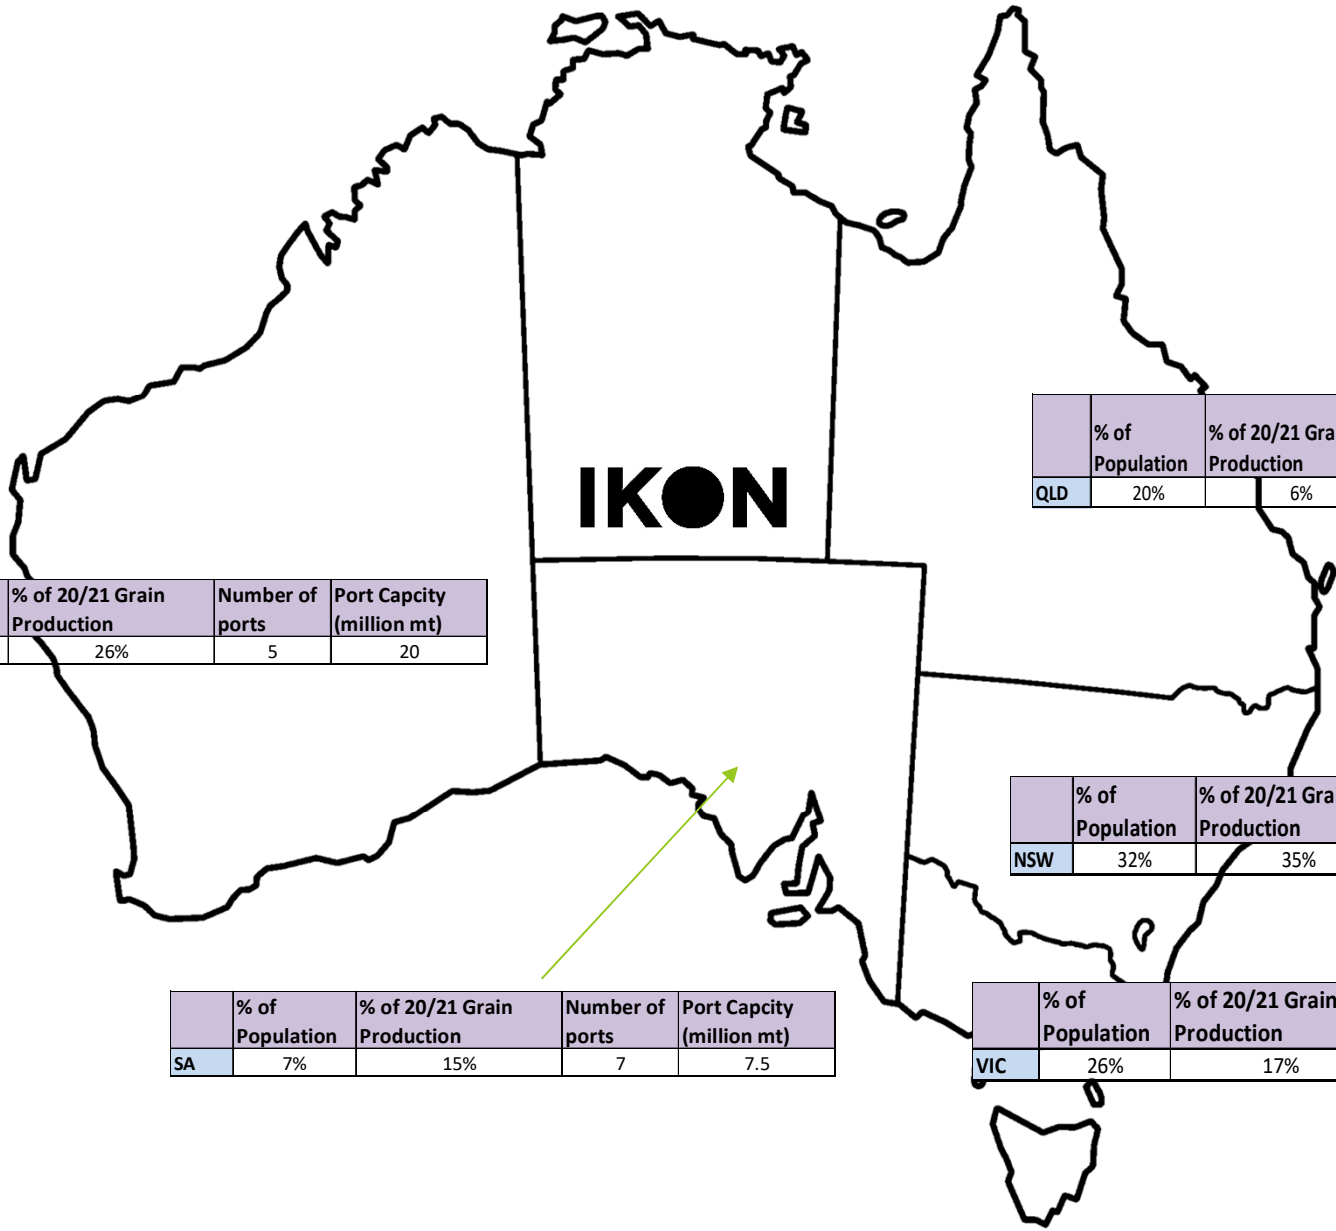 % of % of 20/21 Gra
Population Production
QLD 20% 6%
IKON
% of 20/21 Grain Number of Port Capcity
Production ports (million mt)
26% 5 20
% of % of 20/21 Gra
Population Production
NSW 32% 35%
% of % of 20/21 Grain Number of Port Capcity
Population Production ports (million mt)
SA 7% 15% 7 7.5
% of % of 20/21 Grain
Population Production
VIC 26% 17%